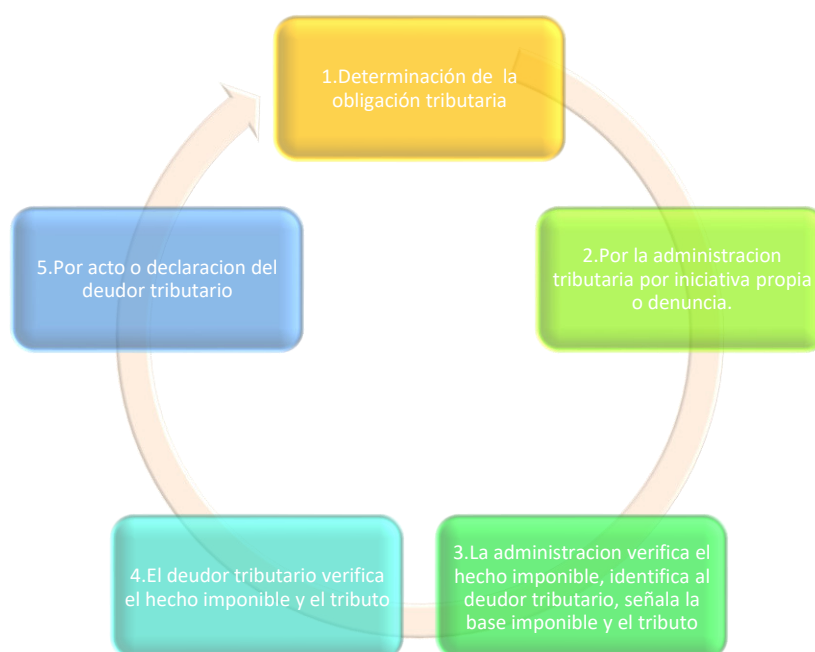 1.Determinación de la
obligación tributaria
2.Por la administracion
tributaria por iniciativa propia
o denuncia.
3.La administracion verifica el
hecho imponible, identifica al
deudor tributario, señala la
base imponible y el tributo
4.El deudor tributario verifica
el hecho imponible y el tributo
5.Por acto o declaracion del
deudor tributario